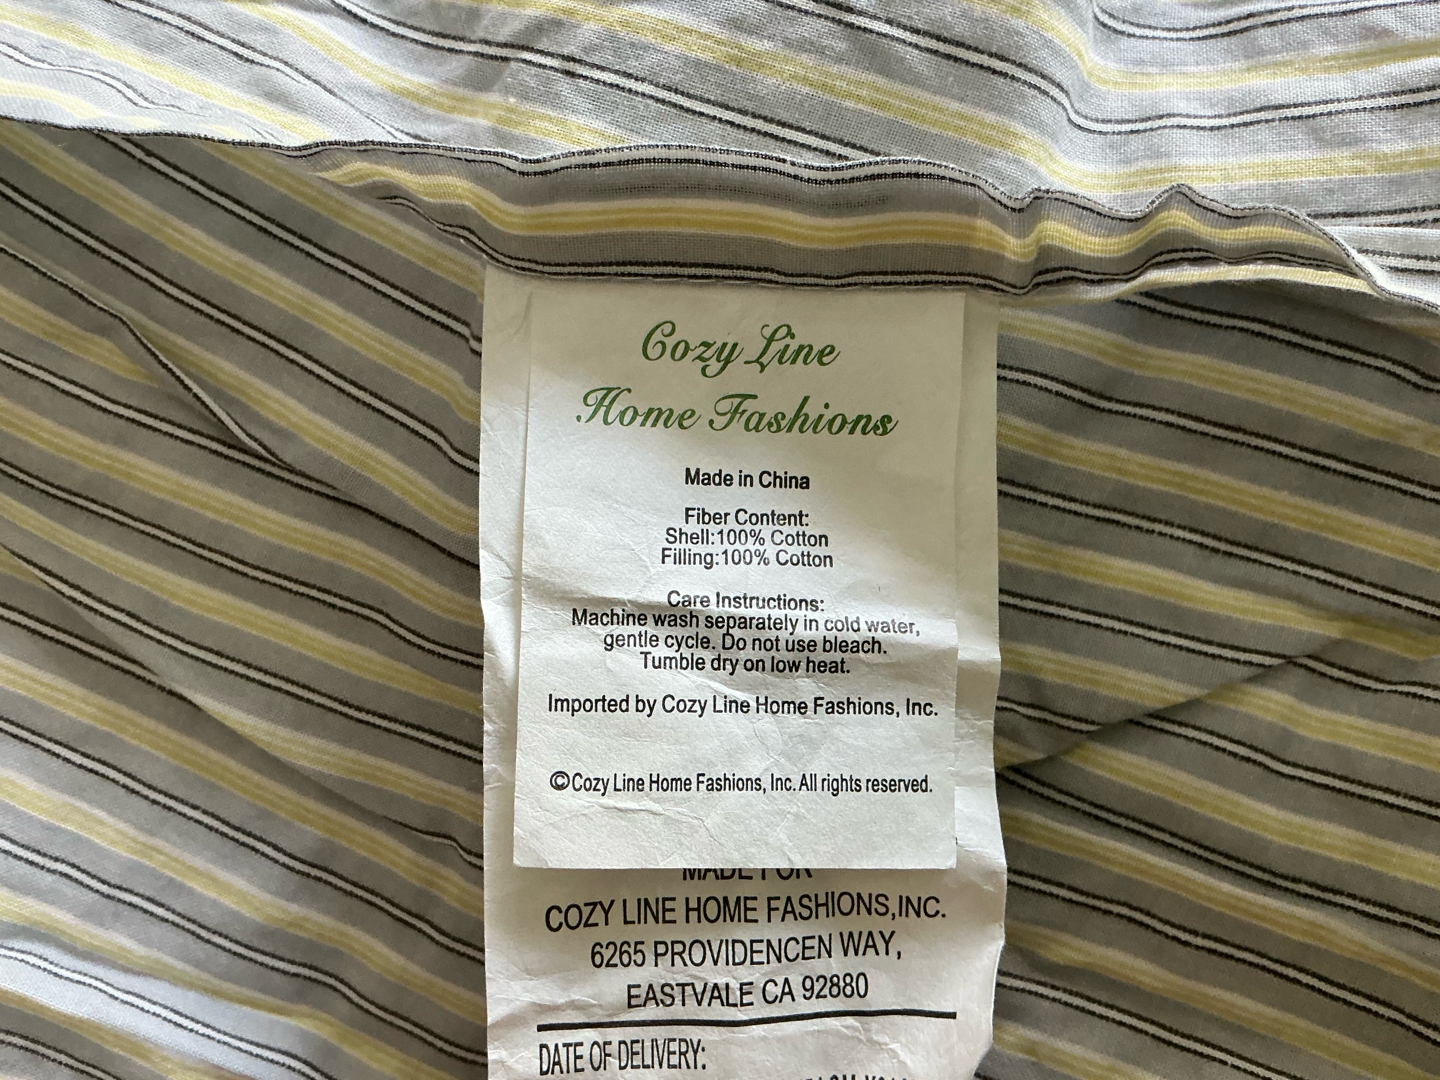 Cozy Line
Home Fashions
Made in China
Fiber Content:
Shell:100% Cotton
Filling:100% Cotton
Care Instructions:
Machine wash separately in cold water,
gentle cycle. Do not use bleach.
Tumble dry on low heat.
Imported by Cozy Line Home Fashions, Inc.
©Cozy Line Home Fashions, Inc. All rights reserved.
MADE FOR
COZY LINE HOME FASHIONS,INC.
6265 PROVIDENCEN WAY,
EASTVALE CA 92880
DATE OF DELIVERY: